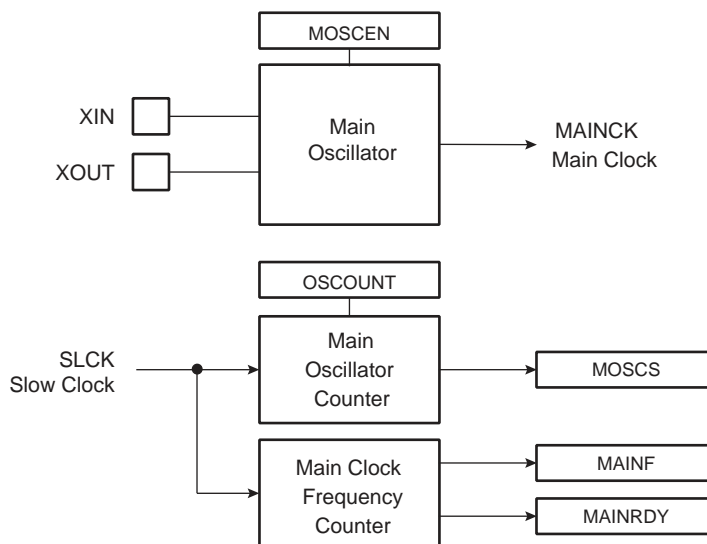 MOSCEN
XIN
XOUT
Main
Oscillator
MAINCK
Main Clock
OSCOUNT
SLCK
Slow Clock
Main
Oscillator
Counter
MOSCS
Main Clock
Frequency
Counter
MAINF
MAINRDY